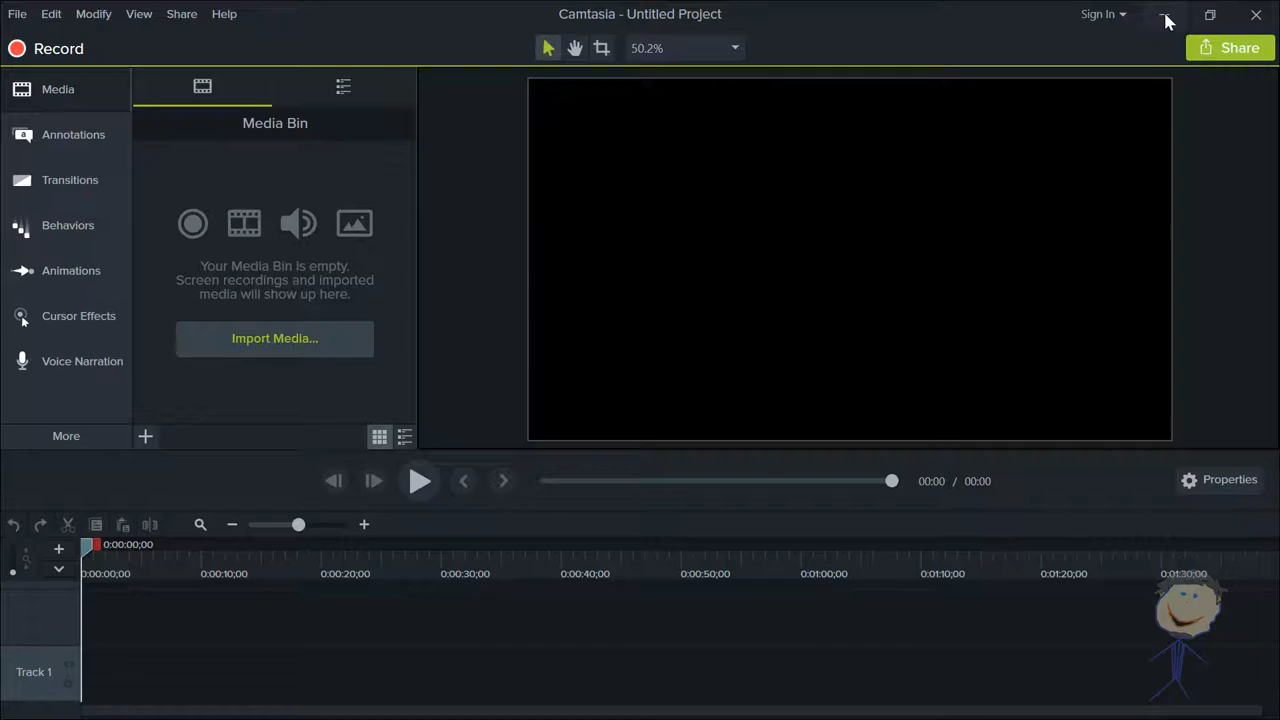 File Edit Modify View Share Help
Camtasia - Untitled Project
Sign In
Record
50.2%
Share
Media
Annotations
Transitions
Behaviors
Animations
Cursor Effects
Voice Narration
More
Media Bin
Your Media Bin is empty.
Screen recordings and imported
media will show up here.
Import Media...
00:00 / 00:00
Properties
0:00:00;00
0:00:00;00 0:00:10;00 0:00:20;00 0:00:30;00 0:00:40;00 0:00:50;00 0:01:00;00 0:01:10;00 0:01:20;00 0:01:30;00
Track 1